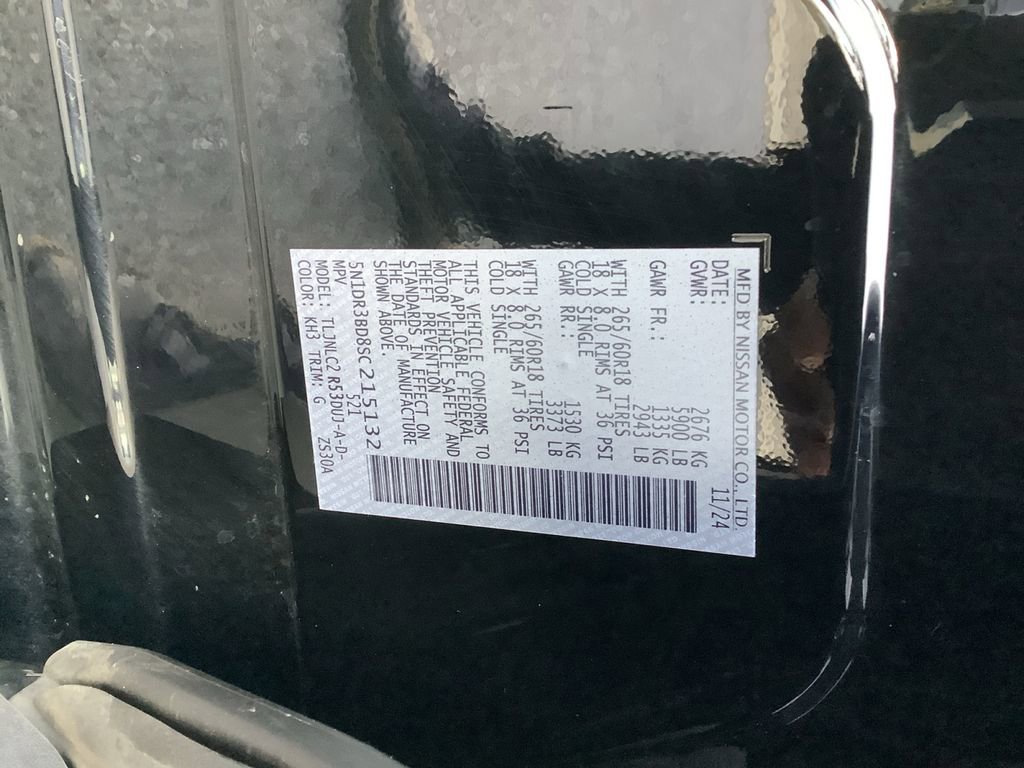 MFD BY NISSAN MOTOR CO., LTD.
DATE: 11/24
GVWR: 2676 KG
5900 LB
GAWR FR.: 1335 KG
2943 LB
WITH 265/60R18 TIRES
18 X 8.0 RIMS AT 36 PSI
COLD SINGLE
GAWR RR.: 1530 KG
3373 LB
WITH 265/60R18 TIRES
18 X 8.0 RIMS AT 36 PSI
COLD SINGLE
THIS VEHICLE CONFORMS TO
ALL APPLICABLE FEDERAL
MOTOR VEHICLE SAFETY AND
THEFT PREVENTION
STANDARDS IN EFFECT ON
THE DATE OF MANUFACTURE
SHOWN ABOVE.
5N1DR3BD8SC215132
MPV 521
MODEL: TLJNLC2 R53DUJ-A-D-
COLOR: KH3 TRIM: G ZS30A